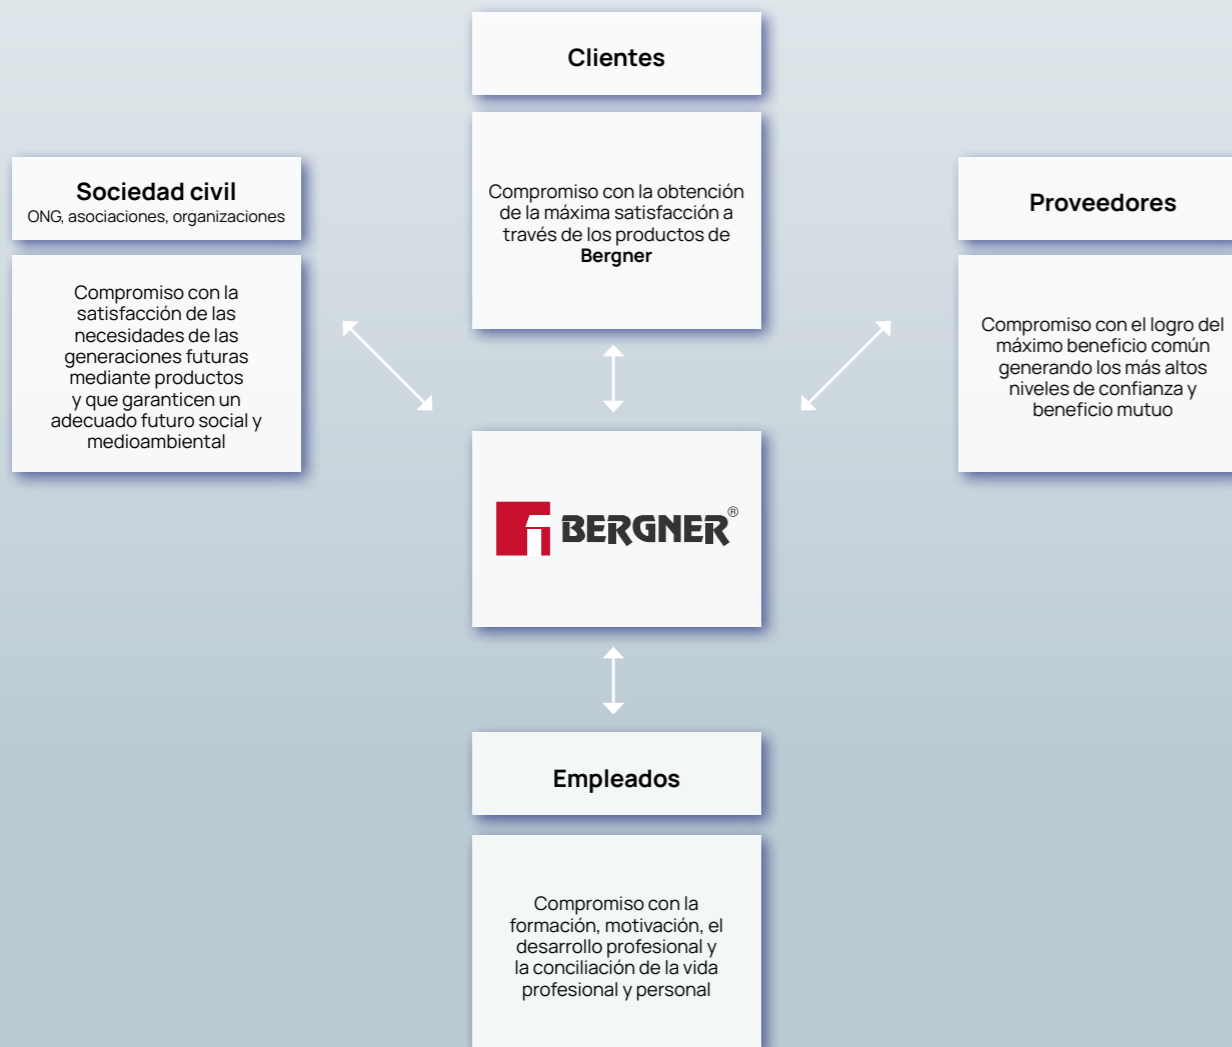 Clientes
Compromiso con la obtención
de la máxima satisfacción a
través de los productos de
Bergner
Sociedad civil
ONG, asociaciones, organizaciones
Compromiso con la
satisfacción de las
necesidades de las
generaciones futuras
mediante productos
y que garanticen un
adecuado futuro social y
medioambiental
Proveedores
Compromiso con el logro del
máximo beneficio común
generando los más altos
niveles de confianza y
beneficio mutuo
BERGNER®
Empleados
Compromiso con la
formación, motivación, el
desarrollo profesional y
la conciliación de la vida
profesional y personal